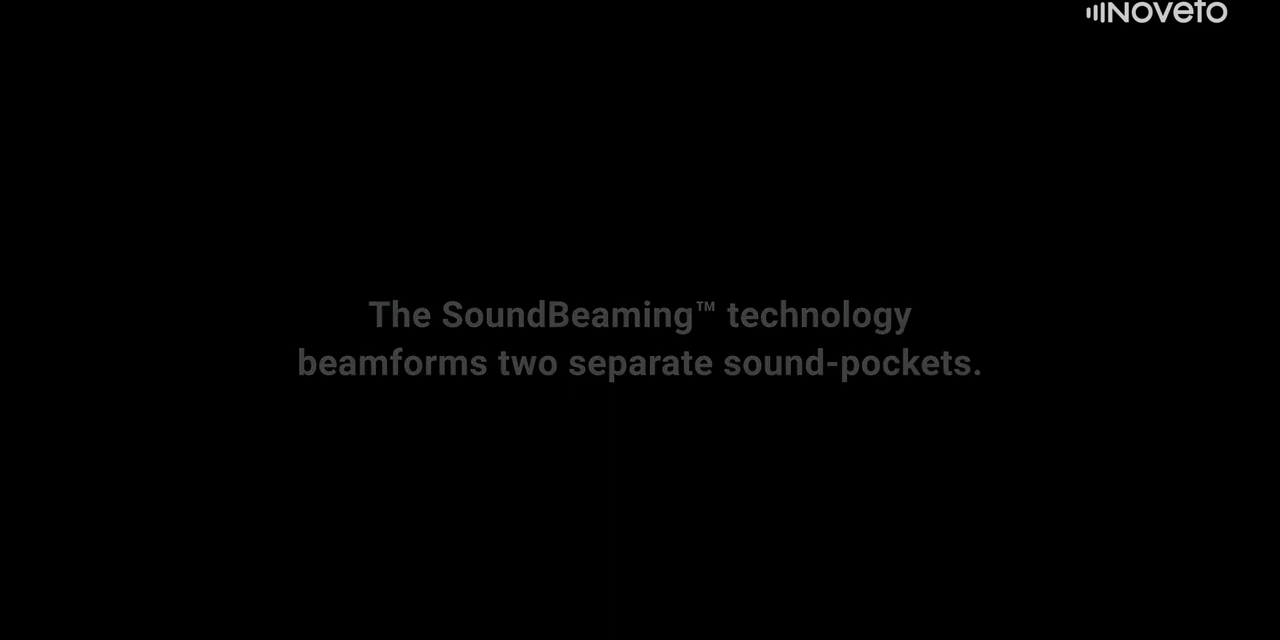 Noveto
The SoundBeaming™ technology
beamforms two separate sound-pockets.